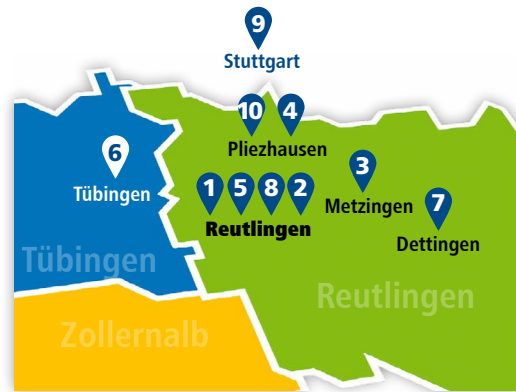 9
Stuttgart
10 4
Pliezhausen
6
Tübingen
3
Metzingen
1 5 8 2
Reutlingen
7
Dettingen
Tübingen
Reutlingen
Zollernalb